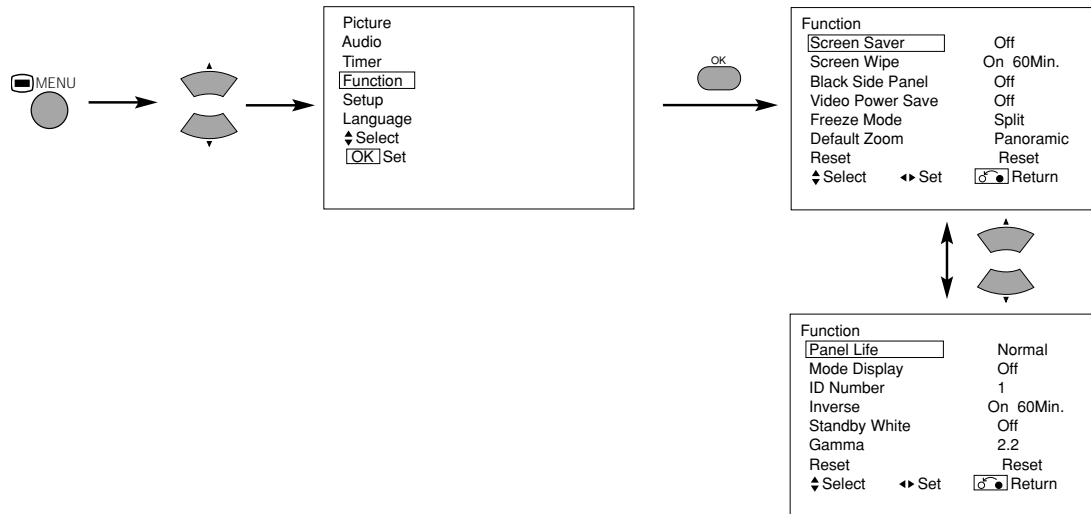 MENU
Picture
Audio
Timer
Function
Setup
Language
Select
OK Set
OK
Function
Screen Saver Off
Screen Wipe On 60Min.
Black Side Panel Off
Video Power Save Off
Freeze Mode Split
Default Zoom Panoramic
Reset Reset
Select Set Return
Function
Panel Life Normal
Mode Display Off
ID Number 1
Inverse On 60Min.
Standby White Off
Gamma 2.2
Reset Reset
Select Set Return